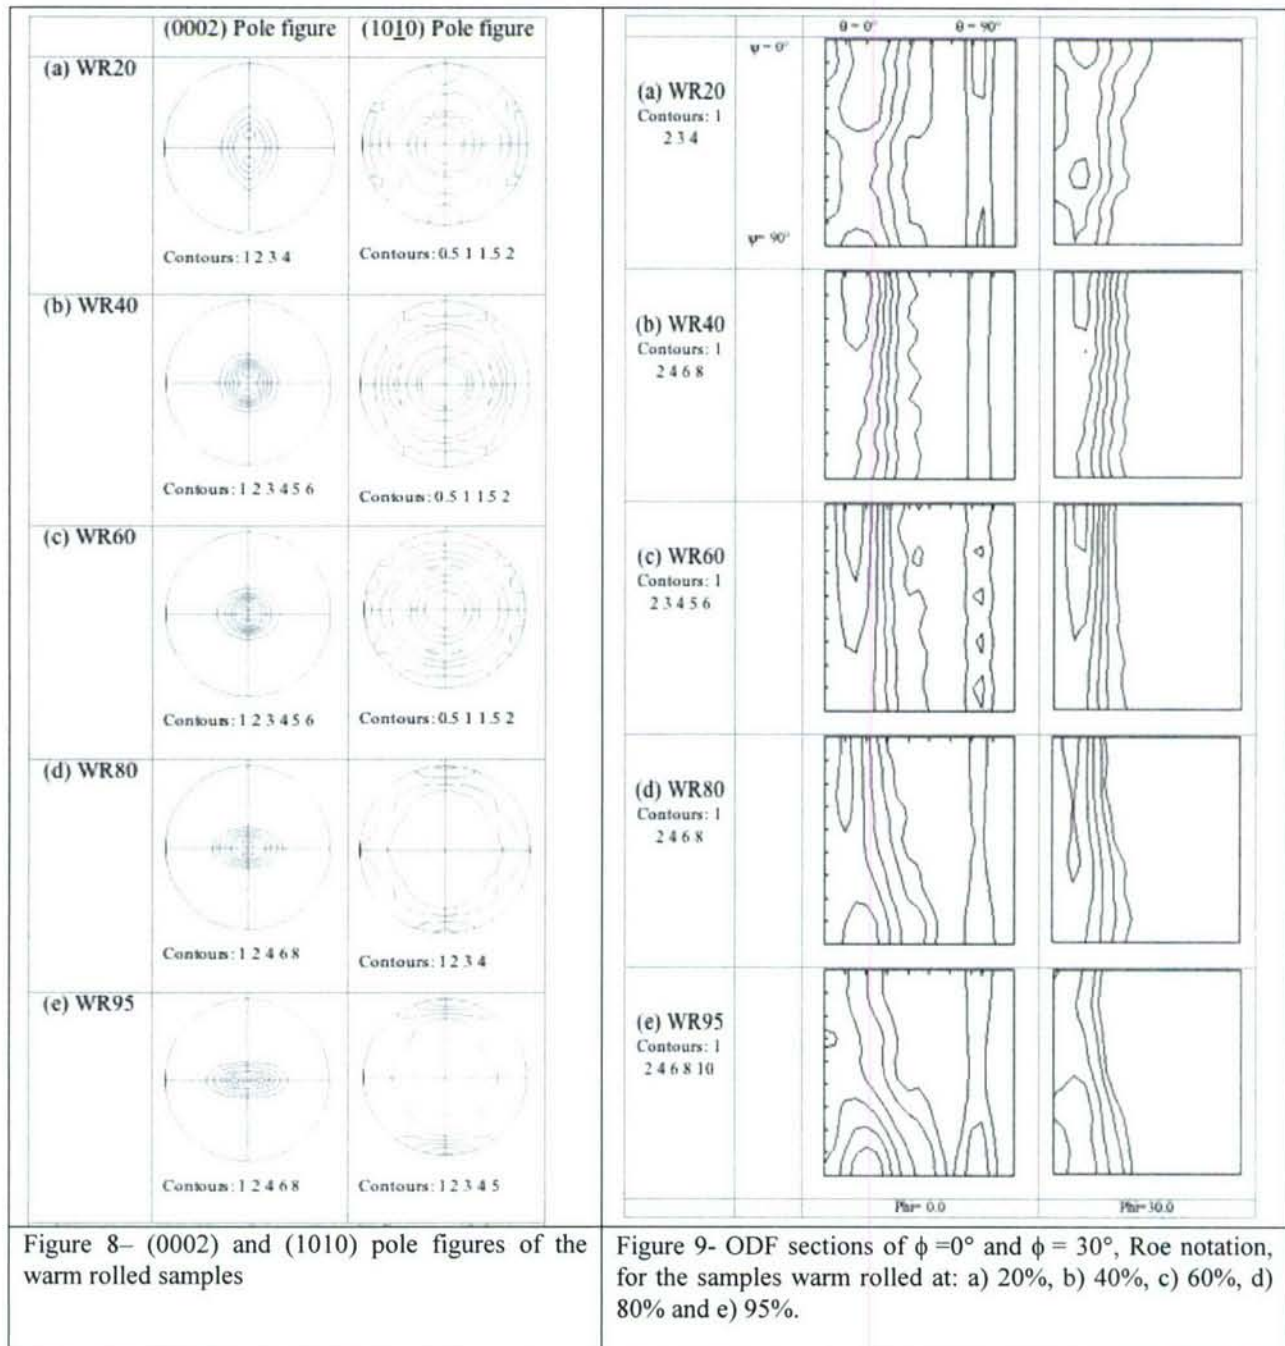 (0002) Pole figure (10<u>1</u>0) Pole figure
(a) WR20
Contours: 1 2 3 4
Contours: 0.5 1 1.5 2
(b) WR40
Contours: 1 2 3 4 5 6
Contours: 0.5 1 1.5 2
(c) WR60
Contours: 1 2 3 4 5 6
Contours: 0.5 1 1.5 2
(d) WR80
Contours: 1 2 4 6 8
Contours: 1 2 3 4
(e) WR95
Contours: 1 2 4 6 8
Contours: 1 2 3 4 5
Figure 8– (0002) and (1010) pole figures of the
warm rolled samples
θ = 0° θ = 90°
ψ = 0°
(a) WR20
Contours: 1
2 3 4
ψ= 90°
(b) WR40
Contours: 1
2 4 6 8
(c) WR60
Contours: 1
2 3 4 5 6
(d) WR80
Contours: 1
2 4 6 8
(e) WR95
Contours: 1
2 4 6 8 10
Phi= 0.0 Phi=30.0
Figure 9- ODF sections of ϕ =0° and ϕ = 30°, Roe notation,
for the samples warm rolled at: a) 20%, b) 40%, c) 60%, d)
80% and e) 95%.